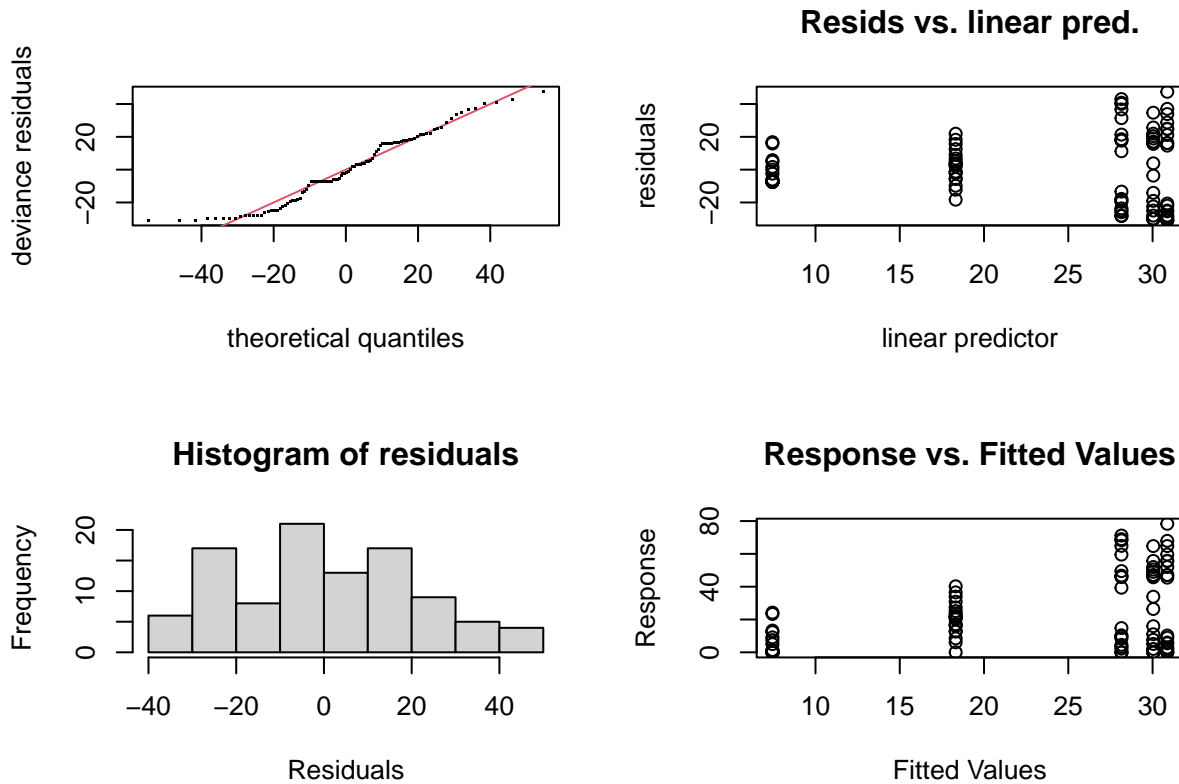 deviance residuals
20
−20
−40
−20
0
20
40
theoretical quantiles
Resids vs. linear pred.
residuals
20
−20
10
15
20
25
30
linear predictor
Histogram of residuals
Frequency
20
10
0
−40
−20
0
20
40
Residuals
Response vs. Fitted Values
Response
80
40
0
10
15
20
25
30
Fitted Values